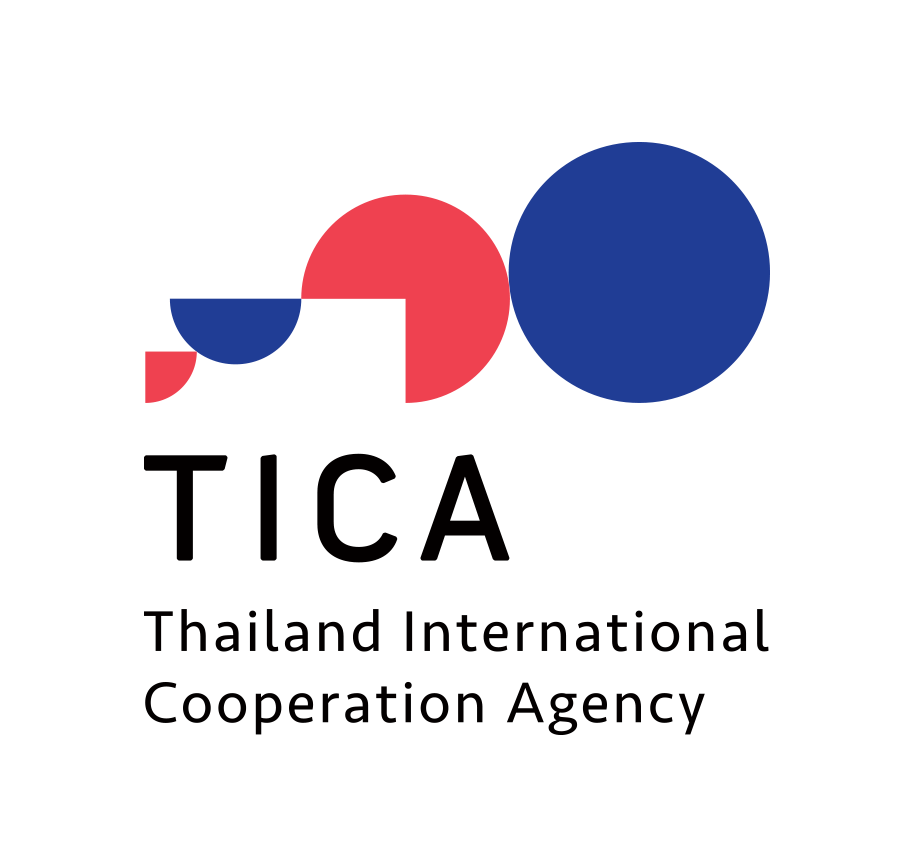 TICA
Thailand International
Cooperation Agency